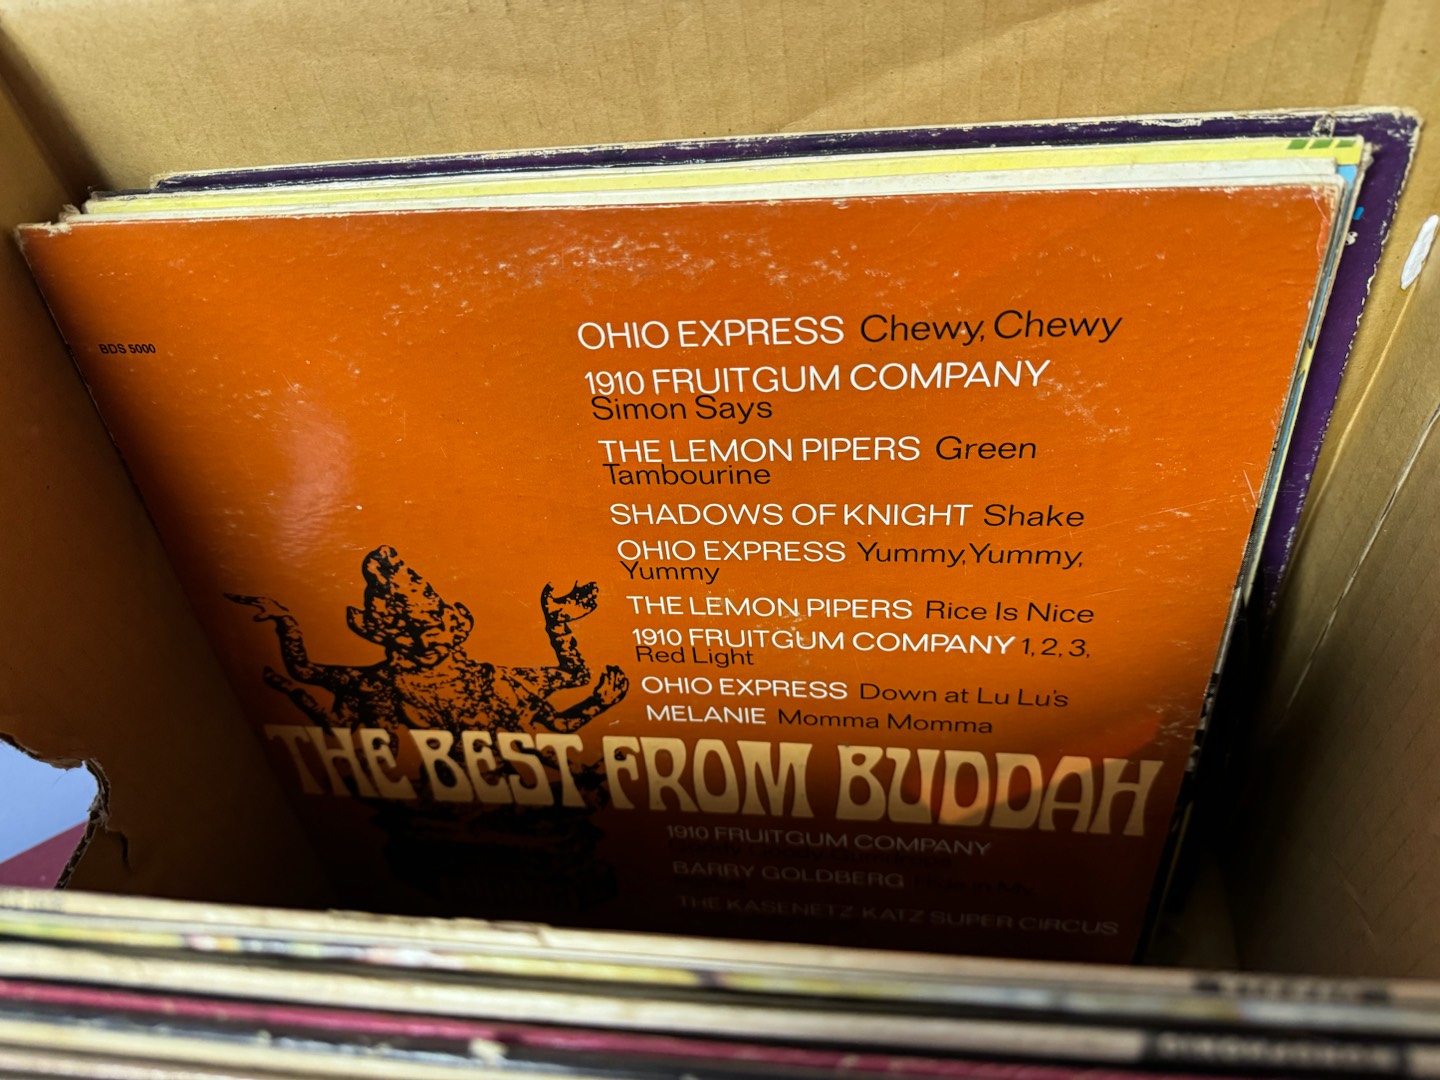 BDS 5000
OHIO EXPRESS Chewy, Chewy
1910 FRUITGUM COMPANY
Simon Says
THE LEMON PIPERS Green
Tambourine
SHADOWS OF KNIGHT Shake
OHIO EXPRESS Yummy, Yummy,
Yummy
THE LEMON PIPERS Rice Is Nice
1910 FRUITGUM COMPANY 1, 2, 3,
Red Light
OHIO EXPRESS Down at Lu Lu's
MELANIE Momma Momma
THE BEST FROM BUDDAH
1910 FRUITGUM COMPANY
BARRY GOLDBERG
THE KASENETZ KATZ SUPER CIRCUS